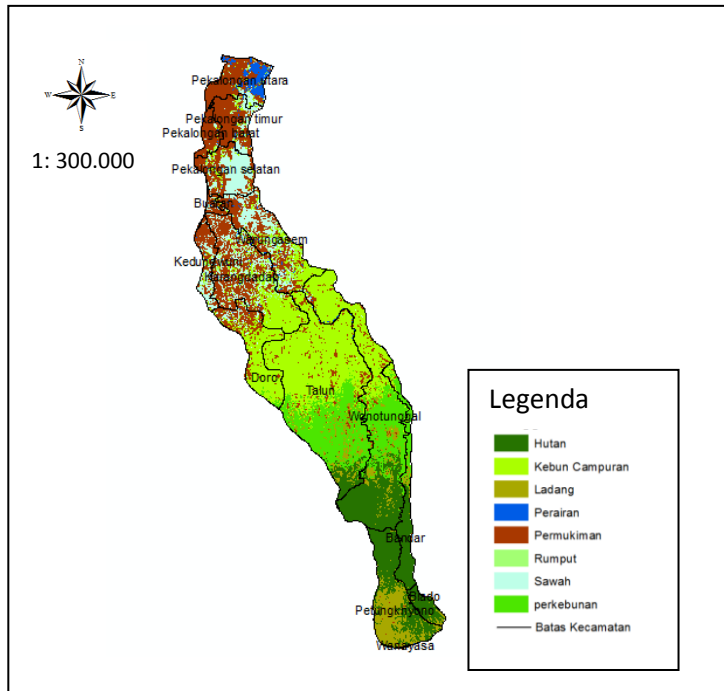 N
W E
S
1: 300.000
Pekalongan utara
Pekalongan timur
Pekalongan barat
Pekalongan selatan
Buaran
Warungasem
Kedungwuni
Karangdadap
Doro
Talun
Wonotunggal
Bandar
Blado
Petungkriyono
Wanayasa
Legenda
Hutan
Kebun Campuran
Ladang
Perairan
Permukiman
Rumput
Sawah
perkebunan
Batas Kecamatan